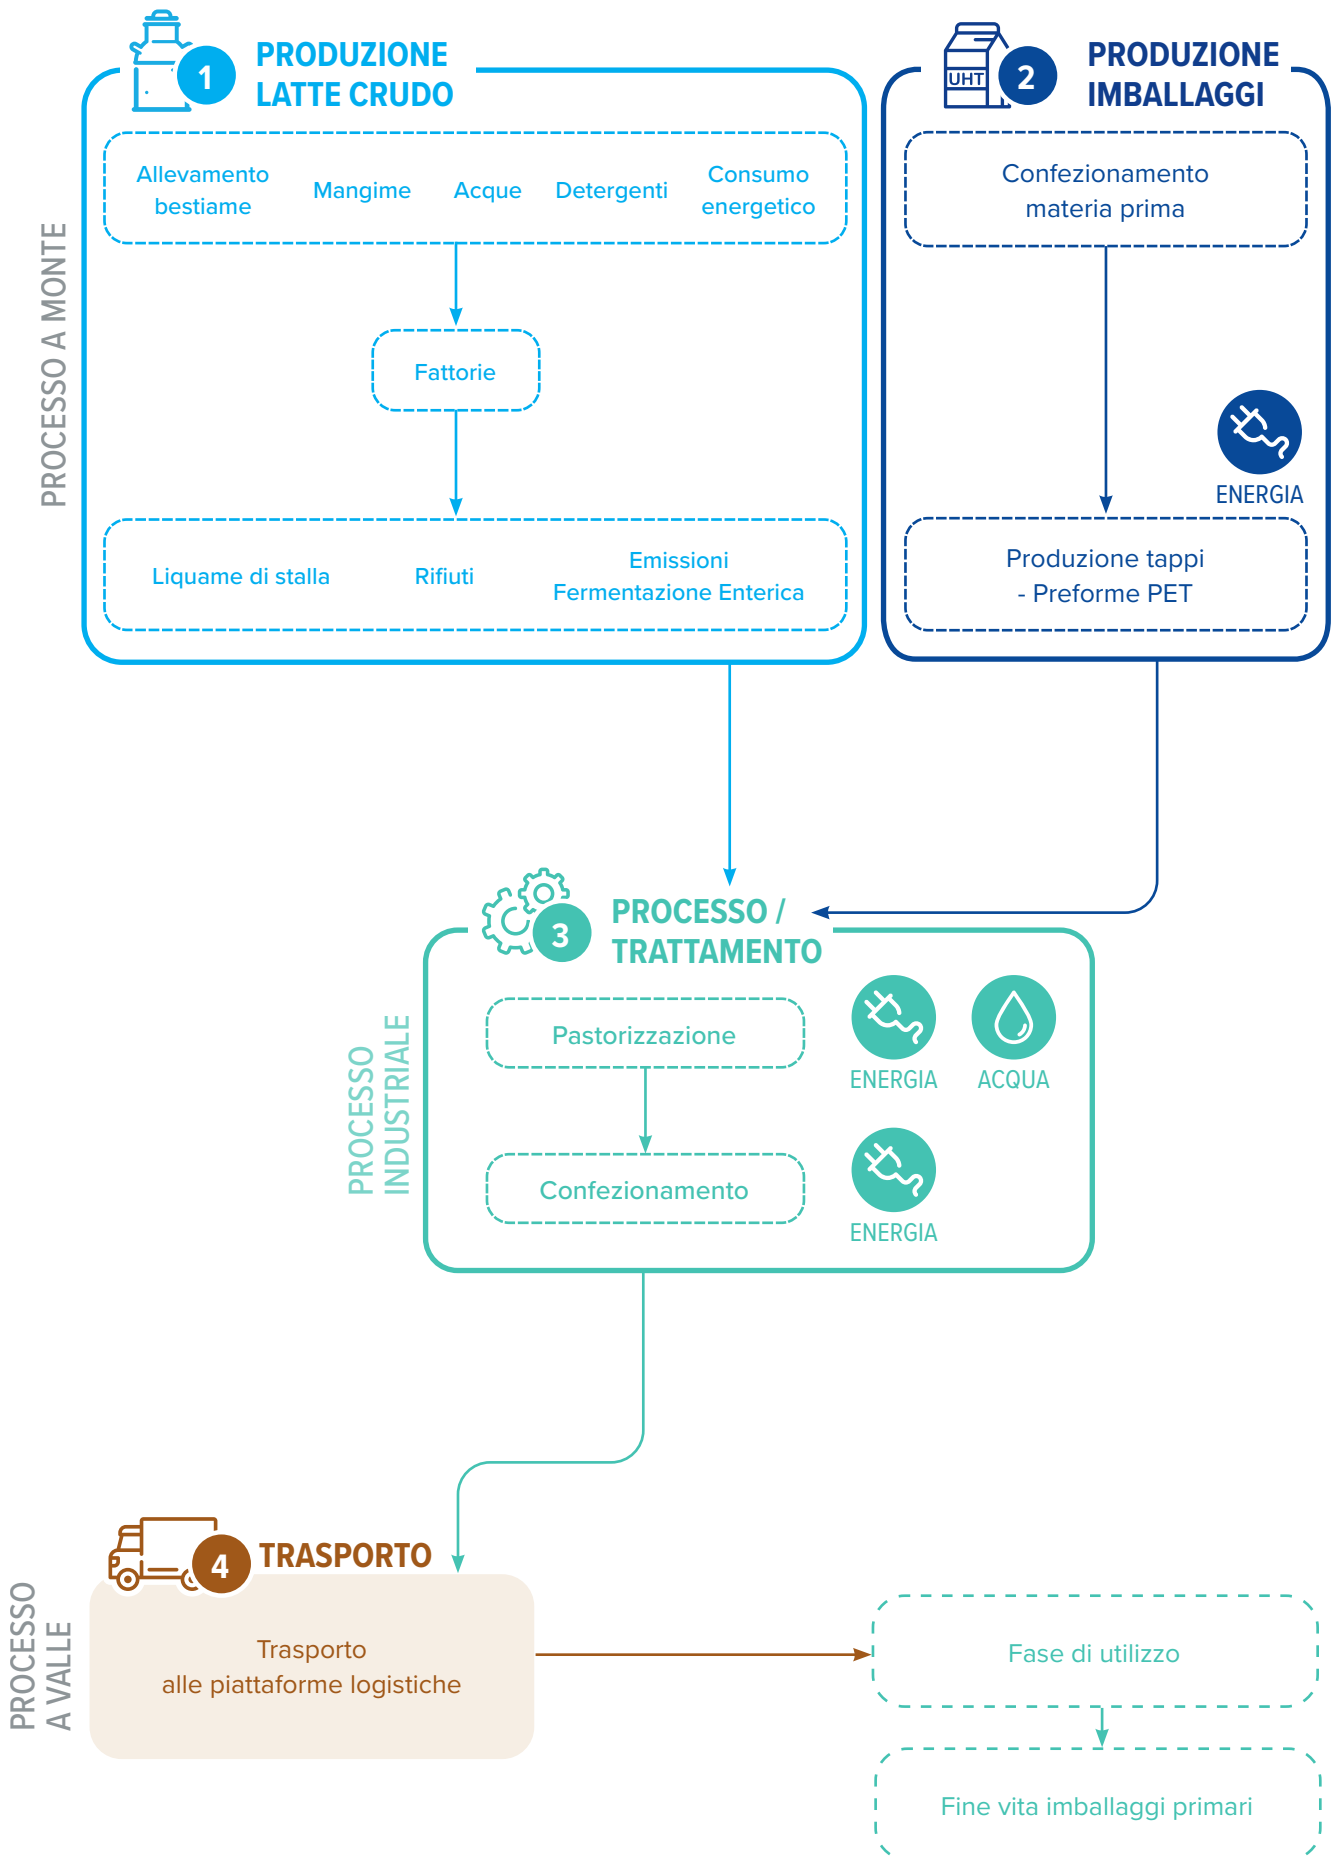 1
PRODUZIONE
LATTE CRUDO
Allevamento
bestiame
Mangime
Acque
Detergenti
Consumo
energetico
Fattorie
Liquame di stalla
Rifiuti
Emissioni
Fermentazione Enterica
PROCESSO A MONTE
UHT
2
PRODUZIONE
IMBALLAGGI
Confezionamento
materia prima
ENERGIA
Produzione tappi
- Preforme PET
3
PROCESSO /
TRATTAMENTO
PROCESSO
INDUSTRIALE
Pastorizzazione
ENERGIA
ACQUA
Confezionamento
ENERGIA
4
TRASPORTO
PROCESSO
A VALLE
Trasporto
alle piattaforme logistiche
Fase di utilizzo
Fine vita imballaggi primari